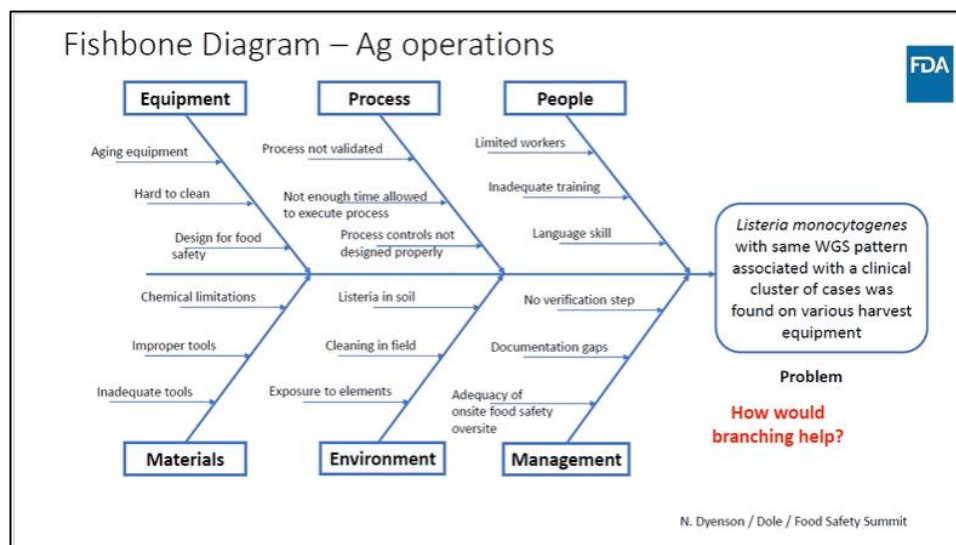 Fishbone Diagram – Ag operations
FDA
Equipment
Process
People
Aging equipment
Hard to clean
Design for food
safety
Process not validated
Not enough time allowed
to execute process
Process controls not
designed properly
Limited workers
Inadequate training
Language skill
Listeria monocytogenes
with same WGS pattern
associated with a clinical
cluster of cases was
found on various harvest
equipment
Chemical limitations
Improper tools
Inadequate tools
Listeria in soil
Cleaning in field
Exposure to elements
No verification step
Documentation gaps
Adequacy of
onsite food safety
oversite
Problem
How would
branching help?
Materials
Environment
Management
N. Dyenson / Dole / Food Safety Summit